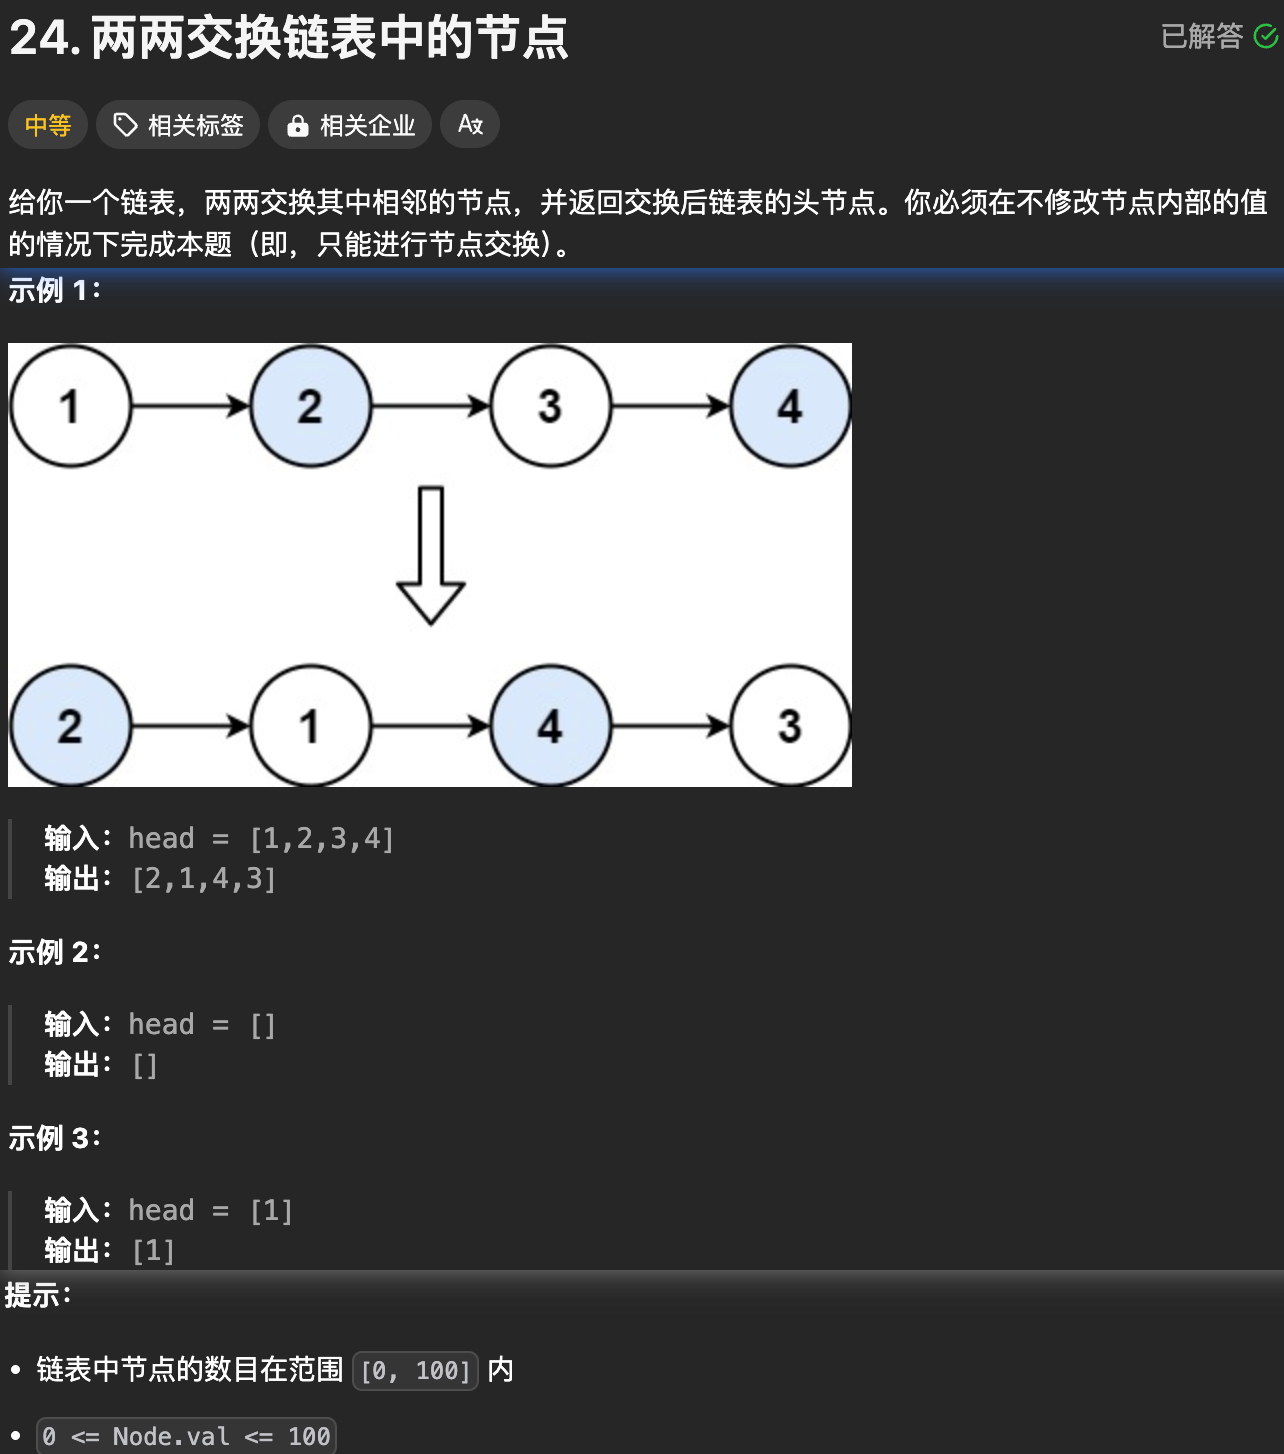 24. 两两交换链表中的节点
已解答
中等 相关标签 相关企业 A文
给你一个链表，两两交换其中相邻的节点，并返回交换后链表的头节点。你必须在不修改节点内部的值
的情况下完成本题（即，只能进行节点交换）。
示例 1：
1 2 3 4
2 1 4 3
输入：head = [1,2,3,4]
输出：[2,1,4,3]
示例 2：
输入：head = []
输出：[]
示例 3：
输入：head = [1]
输出：[1]
提示：
• 链表中节点的数目在范围 [0, 100] 内
• 0 <= Node.val <= 100